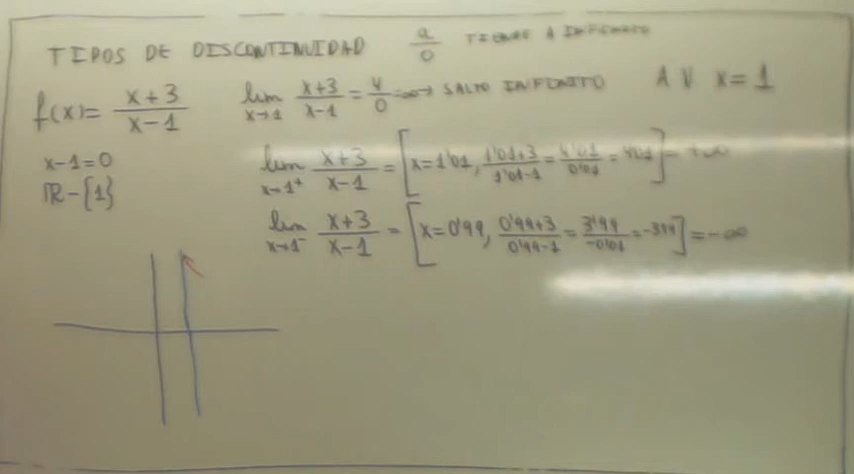 TIPOS DE DISCONTINUIDAD a/0 TIENDE A INFINITO
f(x)= x+3/x-1 lim x→1 x+3/x-1 = 4/0 =∞→ SALTO INFINITO A V x=1
x-1=0
lim x→1⁺ x+3/x-1 = [x=1'01, 1'01+3/1'01-1 = 4'01/0'01 = 401] = +∞
ℝ-{1}
lim x→1⁻ x+3/x-1 = [x=0'99, 0'99+3/0'99-1 = 3'99/-0'01 = -399] = -∞